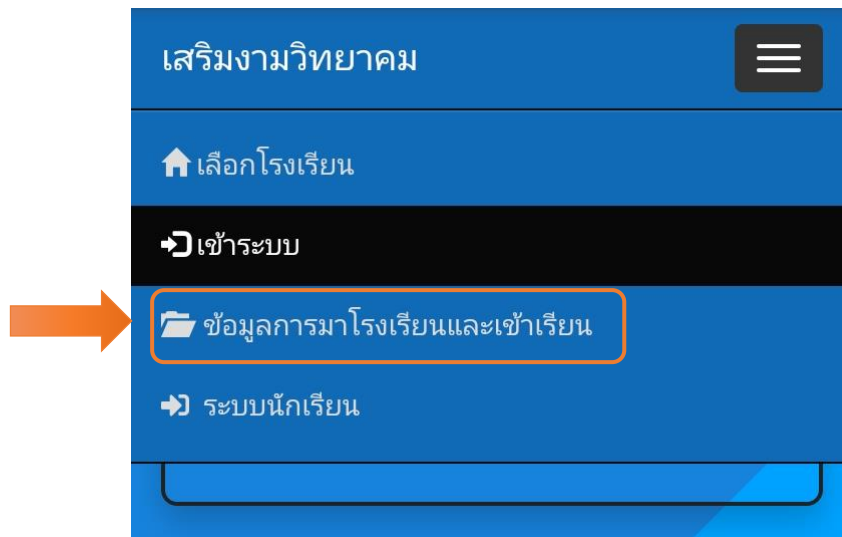 เสริมงามวิทยาคม
เลือกโรงเรียน
เข้าระบบ
ข้อมูลการมาโรงเรียนและเข้าเรียน
ระบบนักเรียน